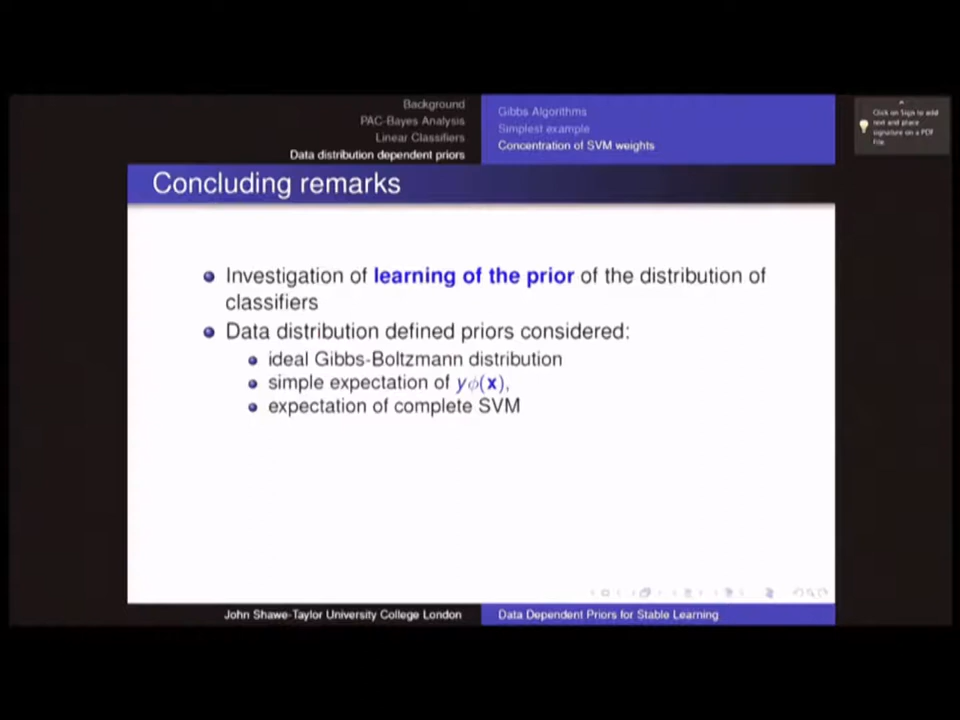 Background
PAC-Bayes Analysis
Linear Classifiers
Data distribution dependent priors
Gibbs Algorithms
Simplest example
Concentration of SVM weights
Click on Sign to add
text and place
signature on a PDF
File.
Concluding remarks
Investigation of learning of the prior of the distribution of
classifiers
Data distribution defined priors considered:
ideal Gibbs-Boltzmann distribution
simple expectation of yϕ(x),
expectation of complete SVM
John Shawe-Taylor University College London
Data Dependent Priors for Stable Learning